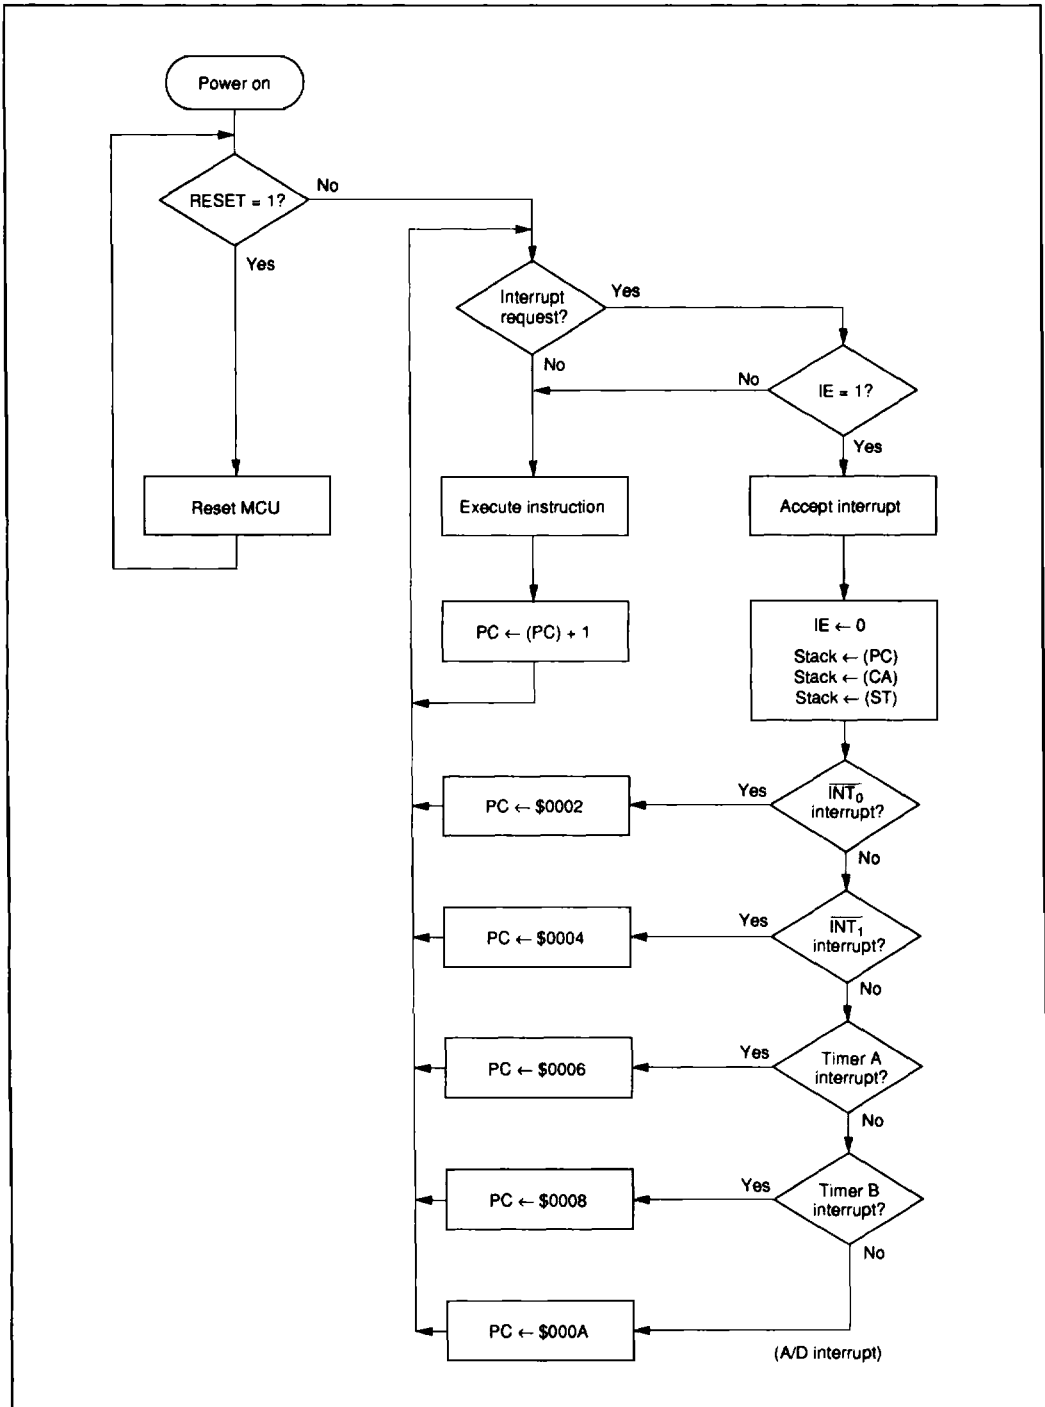 Power on
RESET = 1?
No
Yes
Reset MCU
Interrupt
request?
Yes
No
IE = 1?
No
Yes
Execute instruction
Accept interrupt
PC ← (PC) + 1
IE ← 0
Stack ← (PC)
Stack ← (CA)
Stack ← (ST)
I̅N̅T̅₀
interrupt?
Yes
PC ← $0002
No
I̅N̅T̅₁
interrupt?
Yes
PC ← $0004
No
Timer A
interrupt?
Yes
PC ← $0006
No
Timer B
interrupt?
Yes
PC ← $0008
No
PC ← $000A
(A/D interrupt)